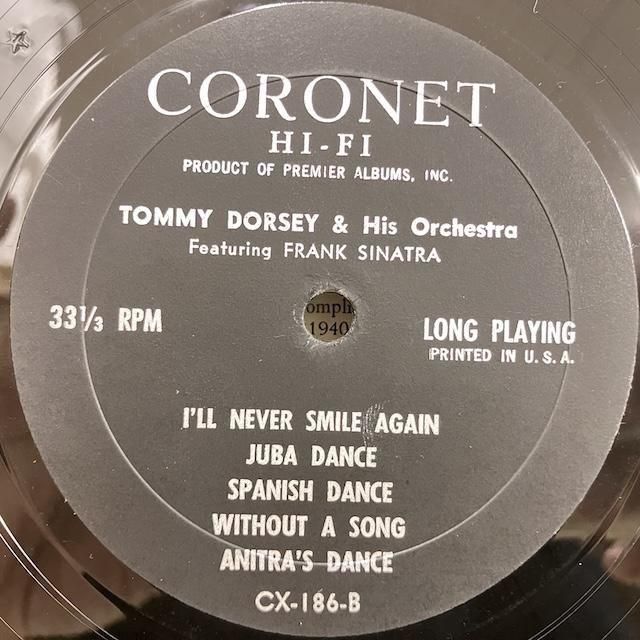 CORONET
HI-FI
PRODUCT OF PREMIER ALBUMS, INC.
TOMMY DORSEY & His Orchestra
Featuring FRANK SINATRA
33⅓ RPM
1940
LONG PLAYING
PRINTED IN U.S.A.
I'LL NEVER SMILE AGAIN
JUBA DANCE
SPANISH DANCE
WITHOUT A SONG
ANITRA'S DANCE
CX-186-B